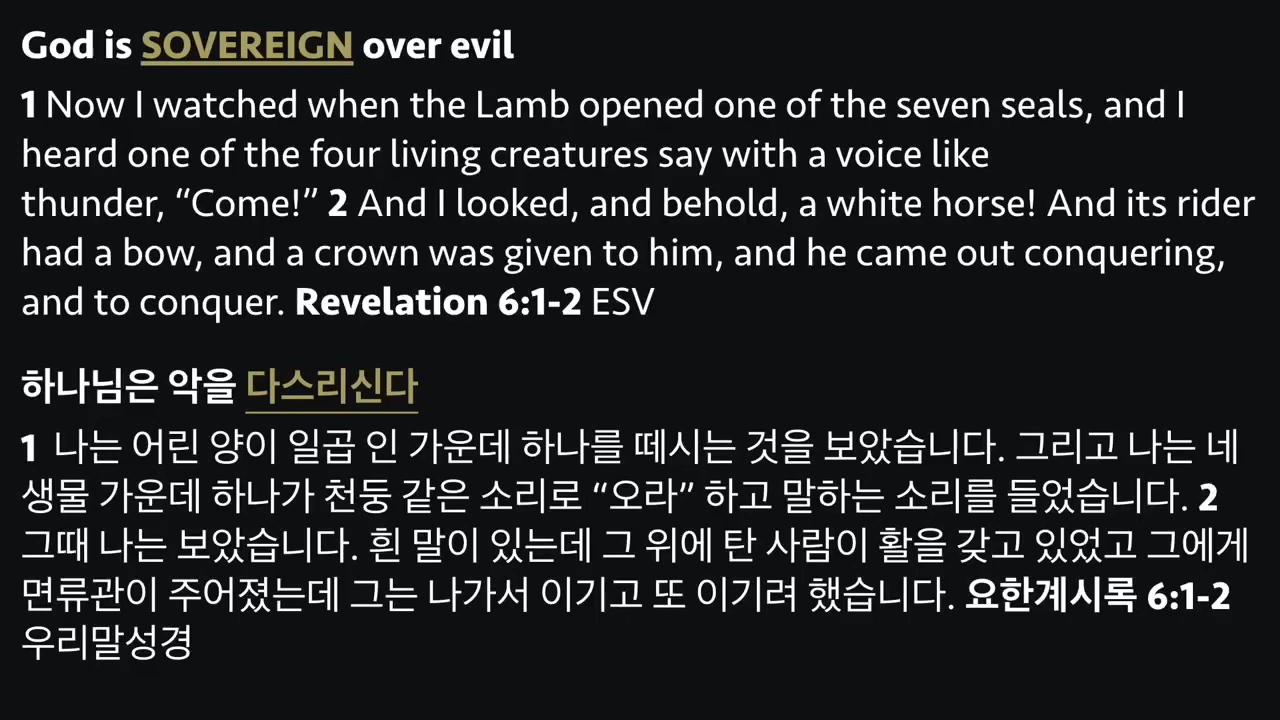 God is SOVEREIGN over evil
1 Now I watched when the Lamb opened one of the seven seals, and I
heard one of the four living creatures say with a voice like
thunder, “Come!” 2 And I looked, and behold, a white horse! And its rider
had a bow, and a crown was given to him, and he came out conquering,
and to conquer. Revelation 6:1-2 ESV
하나님은 악을 다스리신다
1 나는 어린 양이 일곱 인 가운데 하나를 떼시는 것을 보았습니다. 그리고 나는 네
생물 가운데 하나가 천둥 같은 소리로 “오라” 하고 말하는 소리를 들었습니다. 2
그때 나는 보았습니다. 흰 말이 있는데 그 위에 탄 사람이 활을 갖고 있었고 그에게
면류관이 주어졌는데 그는 나가서 이기고 또 이기려 했습니다. 요한계시록 6:1-2
우리말성경